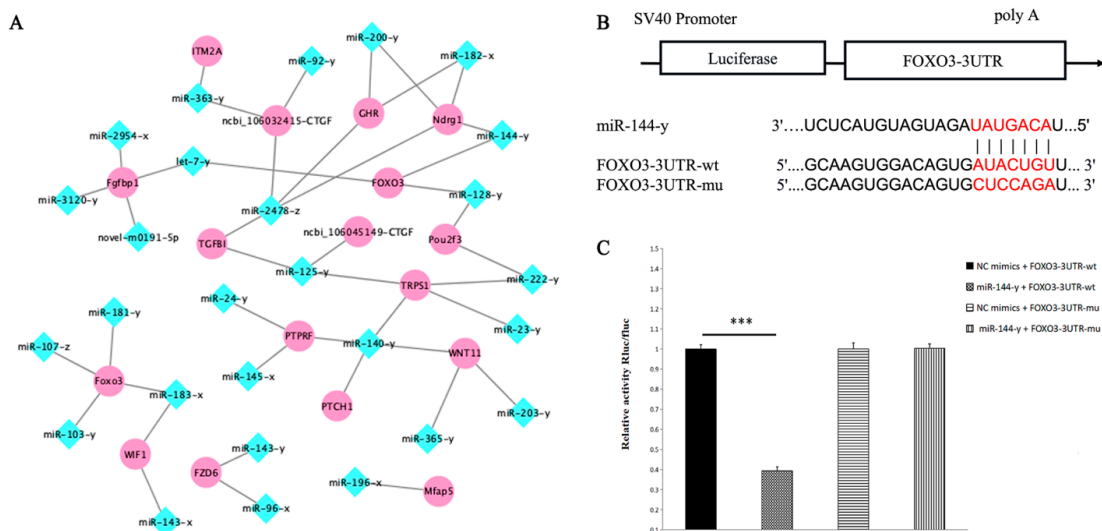 A
ITM2A
miR-200-y
miR-92-y
miR-182-x
miR-363-y
ncbi_106032415-CTGF
GHR
Ndrg1
miR-2954-x
miR-144-y
let-7-y
Fgfbp1
FOXO3
miR-3120-y
miR-128-y
miR-2478-z
novel-m0191-5p
TGFBI
ncbi_106045149-CTGF
Pou2f3
miR-125-y
TRPS1
miR-222-y
miR-24-y
miR-181-y
PTPRF
miR-23-y
miR-140-y
miR-107-z
WNT11
Foxo3
miR-145-x
miR-183-x
PTCH1
miR-203-y
miR-103-y
miR-365-y
WIF1
miR-143-y
FZD6
miR-196-x
Mfap5
miR-96-x
miR-143-x
B
SV40 Promoter poly A
Luciferase FOXO3-3UTR
miR-144-y 3'....UCUCAUGUAGUAGAUAUGACAU...5'
FOXO3-3UTR-wt 5'....GCAAGUGGACAGUGAUACUGUU... 3'
FOXO3-3UTR-mu 5'....GCAAGUGGACAGUGCUCCAGAU... 3'
C
Relative activity Rluc/fluc
1.5
1.4
1.3
1.2
1.1
1
0.9
0.8
0.7
0.6
0.5
0.4
0.3
0.2
0.1
***
NC mimics + FOXO3-3UTR-wt
miR-144-y + FOXO3-3UTR-wt
NC mimics + FOXO3-3UTR-mu
miR-144-y + FOXO3-3UTR-mu